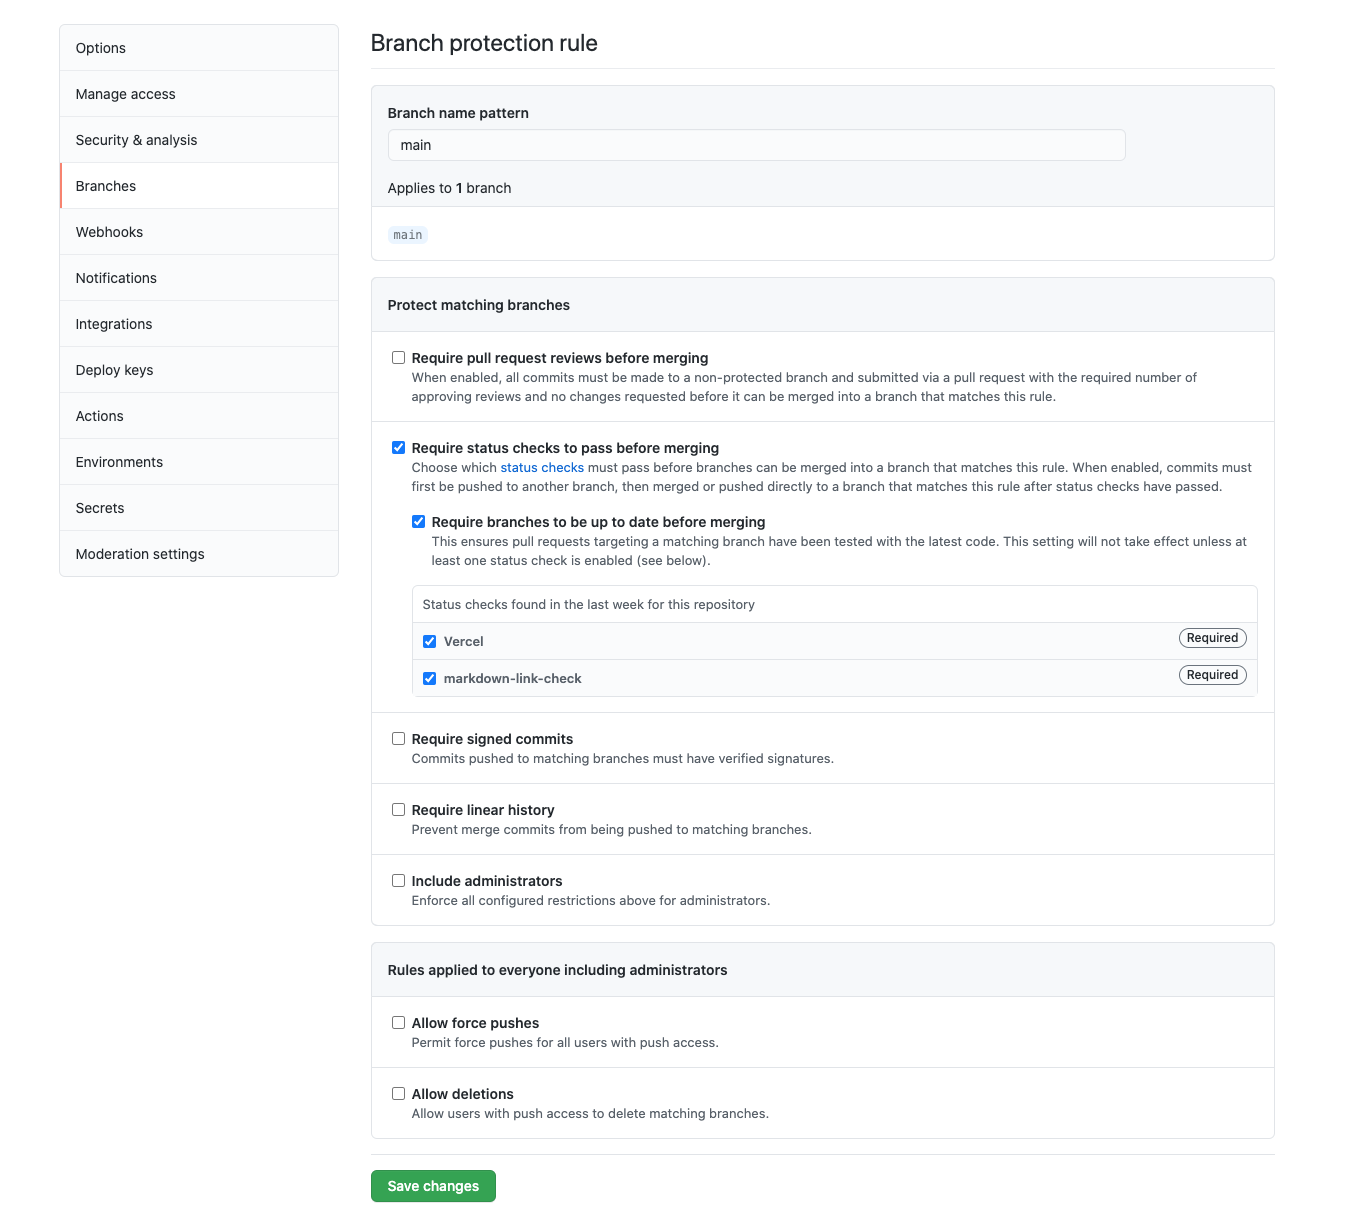 Options
Manage access
Security & analysis
Branches
Webhooks
Notifications
Integrations
Deploy keys
Actions
Environments
Secrets
Moderation settings
Branch protection rule
Branch name pattern
main
Applies to 1 branch
main
Protect matching branches
Require pull request reviews before merging
When enabled, all commits must be made to a non-protected branch and submitted via a pull request with the required number of
approving reviews and no changes requested before it can be merged into a branch that matches this rule.
Require status checks to pass before merging
Choose which status checks must pass before branches can be merged into a branch that matches this rule. When enabled, commits must
first be pushed to another branch, then merged or pushed directly to a branch that matches this rule after status checks have passed.
Require branches to be up to date before merging
This ensures pull requests targeting a matching branch have been tested with the latest code. This setting will not take effect unless at
least one status check is enabled (see below).
Status checks found in the last week for this repository
Vercel Required
markdown-link-check Required
Require signed commits
Commits pushed to matching branches must have verified signatures.
Require linear history
Prevent merge commits from being pushed to matching branches.
Include administrators
Enforce all configured restrictions above for administrators.
Rules applied to everyone including administrators
Allow force pushes
Permit force pushes for all users with push access.
Allow deletions
Allow users with push access to delete matching branches.
Save changes